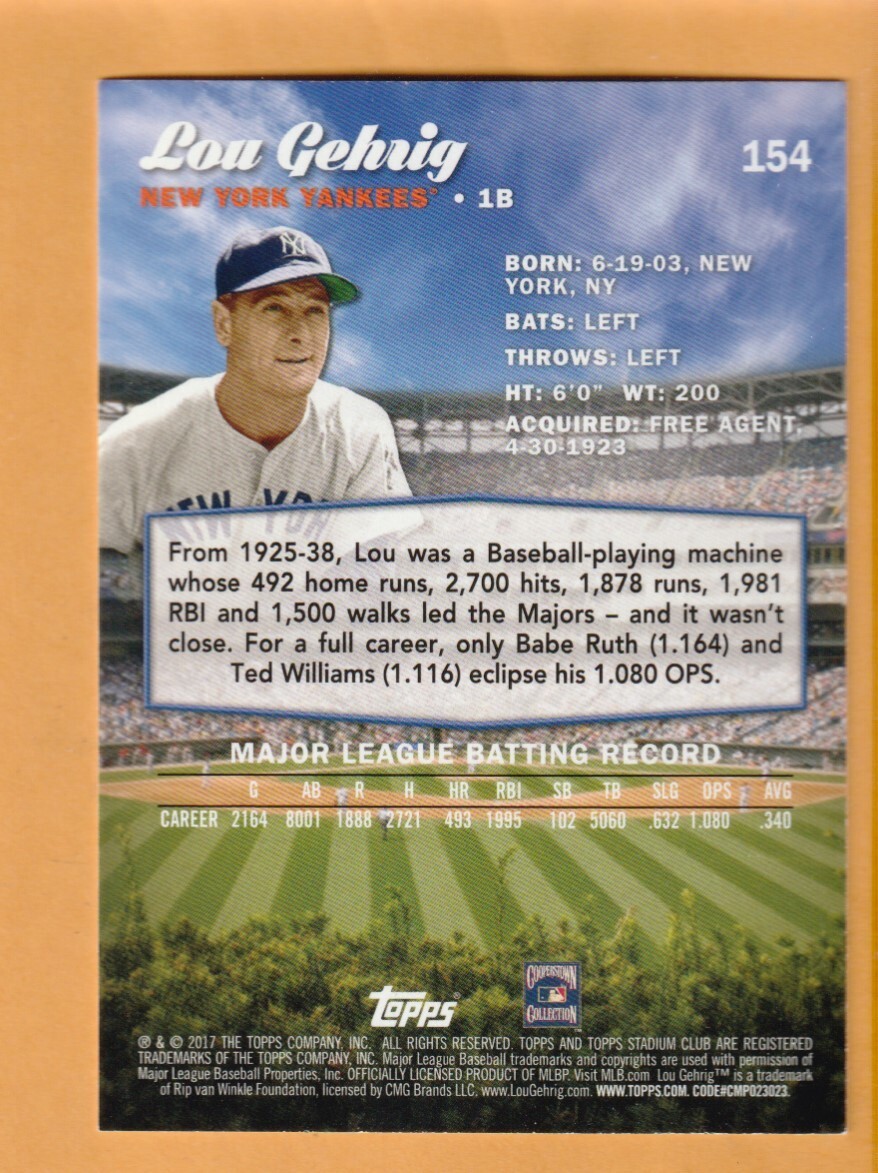 Lou Gehrig
154
NEW YORK YANKEES® • 1B
NY
BORN: 6-19-03, NEW
YORK, NY
BATS: LEFT
THROWS: LEFT
HT: 6'0" WT: 200
ACQUIRED: FREE AGENT,
4-30-1923
NEW YOR
From 1925-38, Lou was a Baseball-playing machine
whose 492 home runs, 2,700 hits, 1,878 runs, 1,981
RBI and 1,500 walks led the Majors – and it wasn't
close. For a full career, only Babe Ruth (1.164) and
Ted Williams (1.116) eclipse his 1.080 OPS.
MAJOR LEAGUE BATTING RECORD
G AB R H HR RBI SB TB SLG OPS AVG
CAREER 2164 8001 1888 2721 493 1995 102 5060 .632 1.080 .340
topps®
COOPERSTOWN
COLLECTION
® & © 2017 THE TOPPS COMPANY, INC. ALL RIGHTS RESERVED. TOPPS AND TOPPS STADIUM CLUB ARE REGISTERED
TRADEMARKS OF THE TOPPS COMPANY, INC. Major League Baseball trademarks and copyrights are used with permission of
Major League Baseball Properties, Inc. OFFICIALLY LICENSED PRODUCT OF MLBP. Visit MLB.com Lou Gehrig™ is a trademark
of Rip van Winkle Foundation, licensed by CMG Brands LLC, www.LouGehrig.com. WWW.TOPPS.COM. CODE#CMP023023.